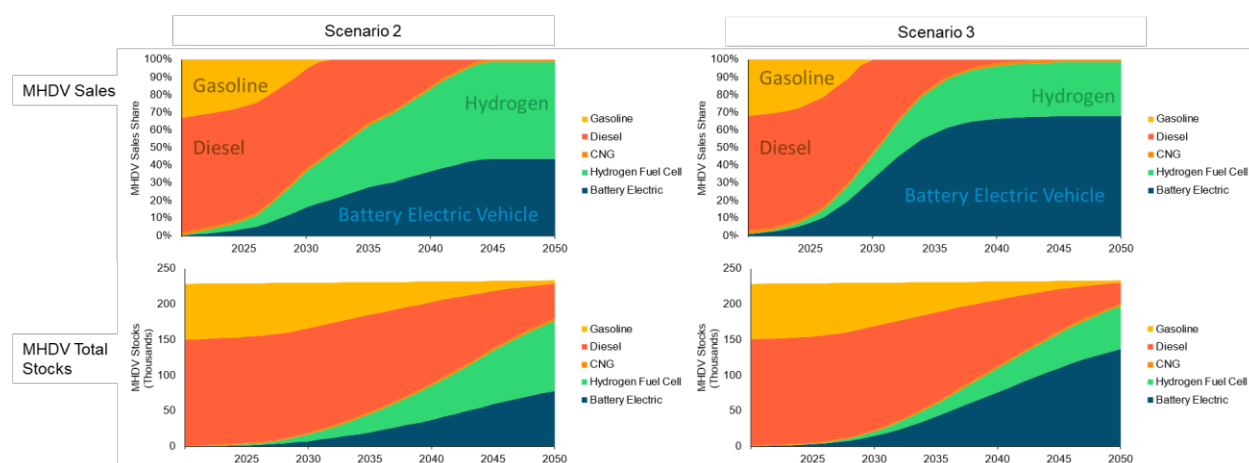 Scenario 2
Scenario 3
MHDV Sales
MHDV Sales Share
100%
90%
80%
70%
60%
50%
40%
30%
20%
10%
0%
Gasoline
Diesel
Hydrogen
Battery Electric Vehicle
2025 2030 2035 2040 2045 2050
Gasoline
Diesel
CNG
Hydrogen Fuel Cell
Battery Electric
MHDV Sales Share
100%
90%
80%
70%
60%
50%
40%
30%
20%
10%
0%
Gasoline
Diesel
Hydrogen
Battery Electric Vehicle
2025 2030 2035 2040 2045 2050
Gasoline
Diesel
CNG
Hydrogen Fuel Cell
Battery Electric
MHDV Total
Stocks
MHDV Stocks
(Thousands)
250
200
150
100
50
0
2025 2030 2035 2040 2045 2050
Gasoline
Diesel
CNG
Hydrogen Fuel Cell
Battery Electric
MHDV Stocks
(Thousands)
250
200
150
100
50
0
2025 2030 2035 2040 2045 2050
Gasoline
Diesel
CNG
Hydrogen Fuel Cell
Battery Electric